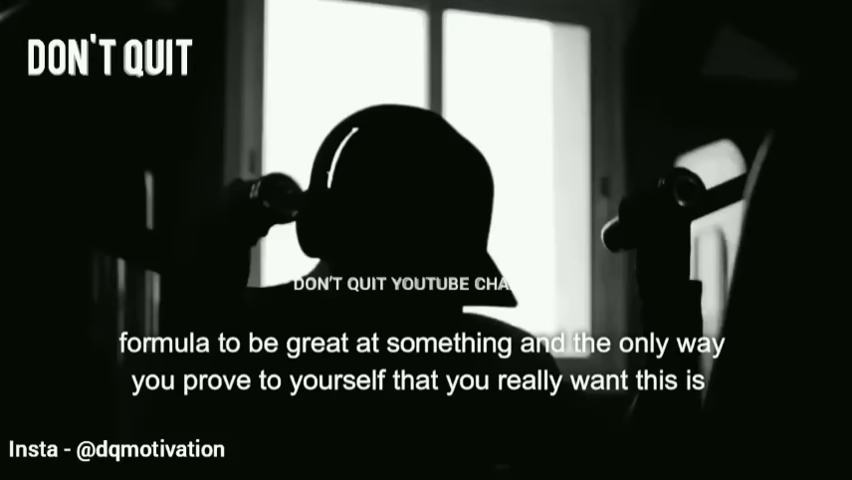 DON'T QUIT
DON'T QUIT YOUTUBE CHA
formula to be great at something and the only way
you prove to yourself that you really want this is
Insta - @dqmotivation